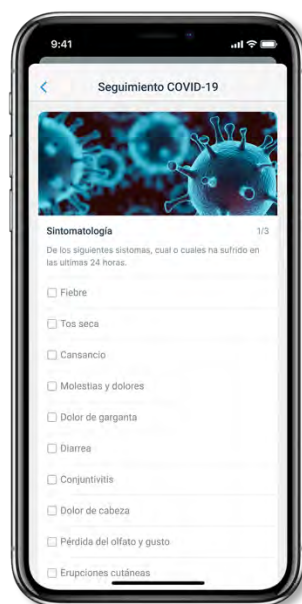 9:41
Seguimiento COVID-19
Sintomatología 1/3
De los siguientes sistomas, cual o cuales ha sufrido en
las ultimas 24 horas.
Fiebre
Tos seca
Cansancio
Molestias y dolores
Dolor de garganta
Diarrea
Conjuntivitis
Dolor de cabeza
Pérdida del olfato y gusto
Erupciones cutáneas